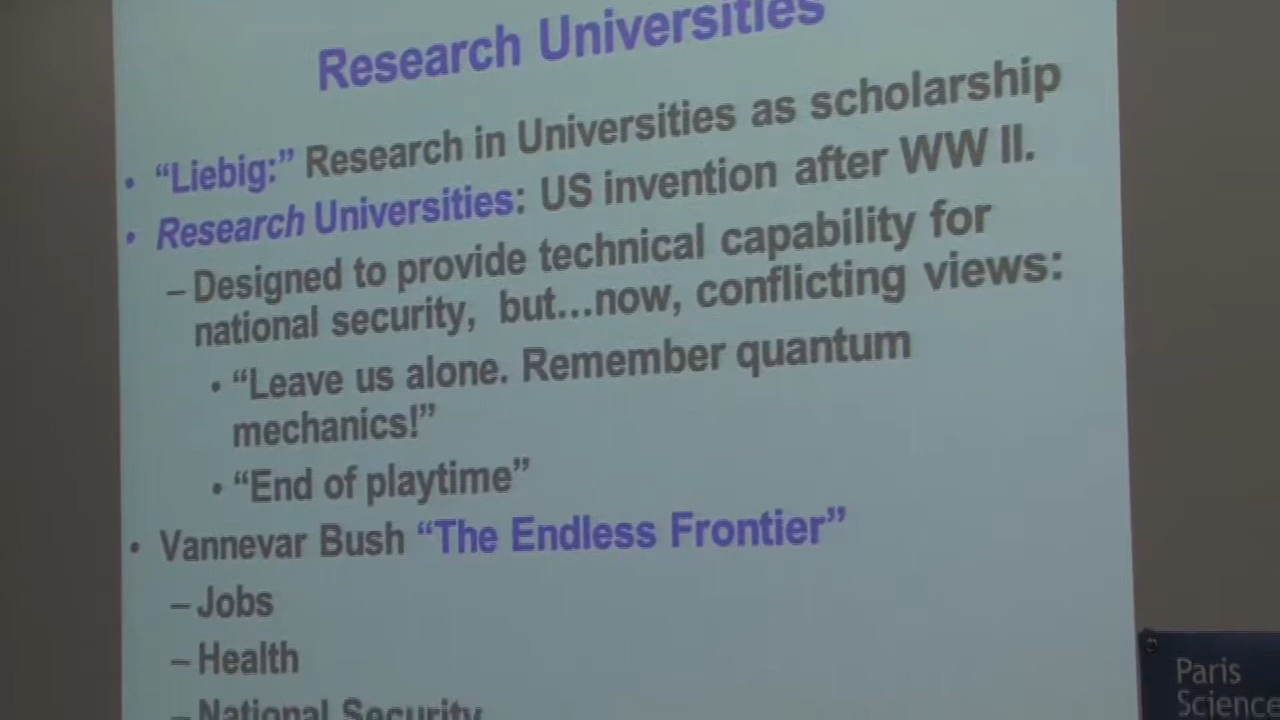 Research Universities
• “Liebig:” Research in Universities as scholarship
• Research Universities: US invention after WW II.
– Designed to provide technical capability for
national security, but...now, conflicting views:
• “Leave us alone. Remember quantum
mechanics!”
• “End of playtime”
• Vannevar Bush “The Endless Frontier”
– Jobs
– Health
– National Security
Paris
Science